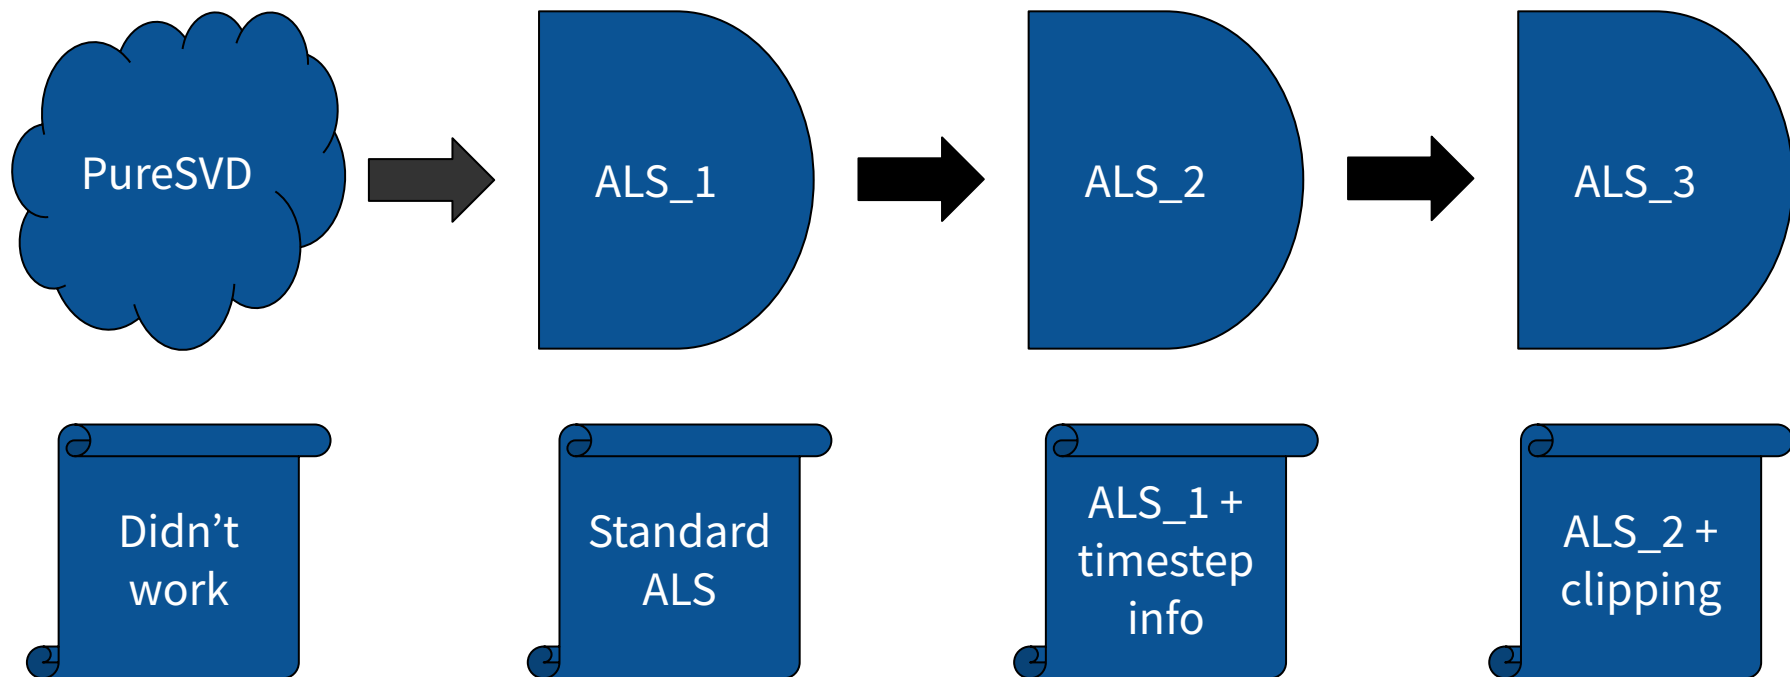 PureSVD
ALS_1
ALS_2
ALS_3
Didn’t
work
Standard
ALS
ALS_1 +
timestep
info
ALS_2 +
clipping